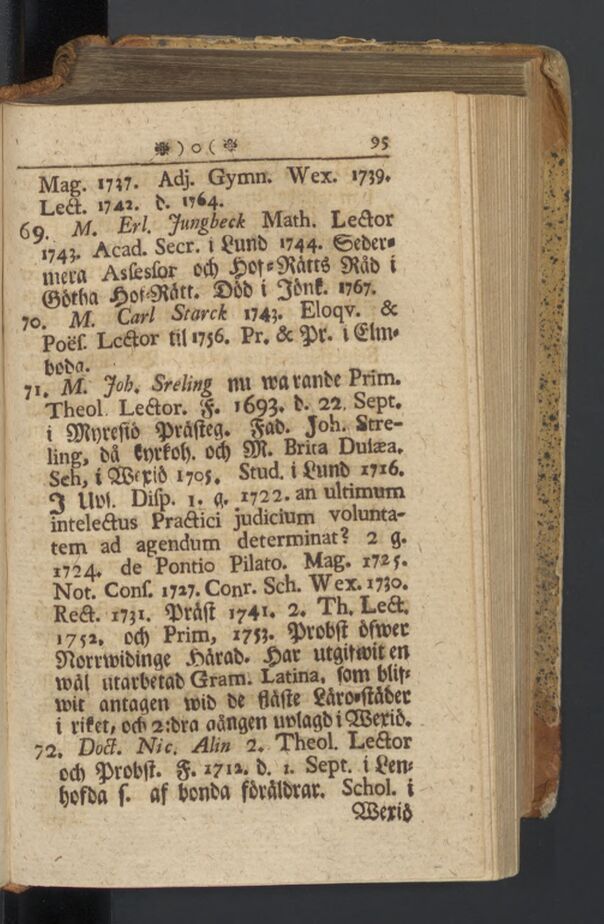 ❉ ) o ( ❉ 95
Mag. 1737. Adj. Gymn. Wex. 1739.
Lect. 1742. d. 1764.
69. M. Erl. Jungbeck Math. Lector
1743. Acad. Secr. i Lund 1744. Seder-
mera Assessor och Hof-Rätts Råd i
Götha Hof-Rätt. Död i Jönk. 1767.
70. M. Carl Starck 1743. Eloqv. &
Poës. Lector til 1756. Pr. & Pr. i Elm-
boda.
71. M. Joh. Sreling nu warande Prim.
Theol. Lector. F. 1693. d. 22. Sept.
i Myresiö Prästeg. Fad. Joh. Stre-
ling, då kyrkoh. och M. Brita Dusæa.
Sch, i Wexiö 1705. Stud. i Lund 1716.
J Upl. Disp. 1. g. 1722. an ultimum
intelectus Practici judicium volunta-
tem ad agendum determinat? 2 g.
1724. de Pontio Pilato. Mag. 1725.
Not. Cons. 1727. Conr. Sch. Wex. 1730.
Rect. 1731. Präst 1741. 2. Th. Lect.
1752. och Prim, 1753. Probst öfwer
Norrwidinge Härad. Har utgifwit en
wäl utarbetad Gram. Latina, som blif-
wit antagen wid de fläste Läro-städer
i riket, och 2:dra gången uplagd i Wexiö.
72. Doct. Nic. Alin 2. Theol. Lector
och Probst. F. 1712. d. 1. Sept. i Len-
hofda s. af bonda föräldrar. Schol. i
Wexiö